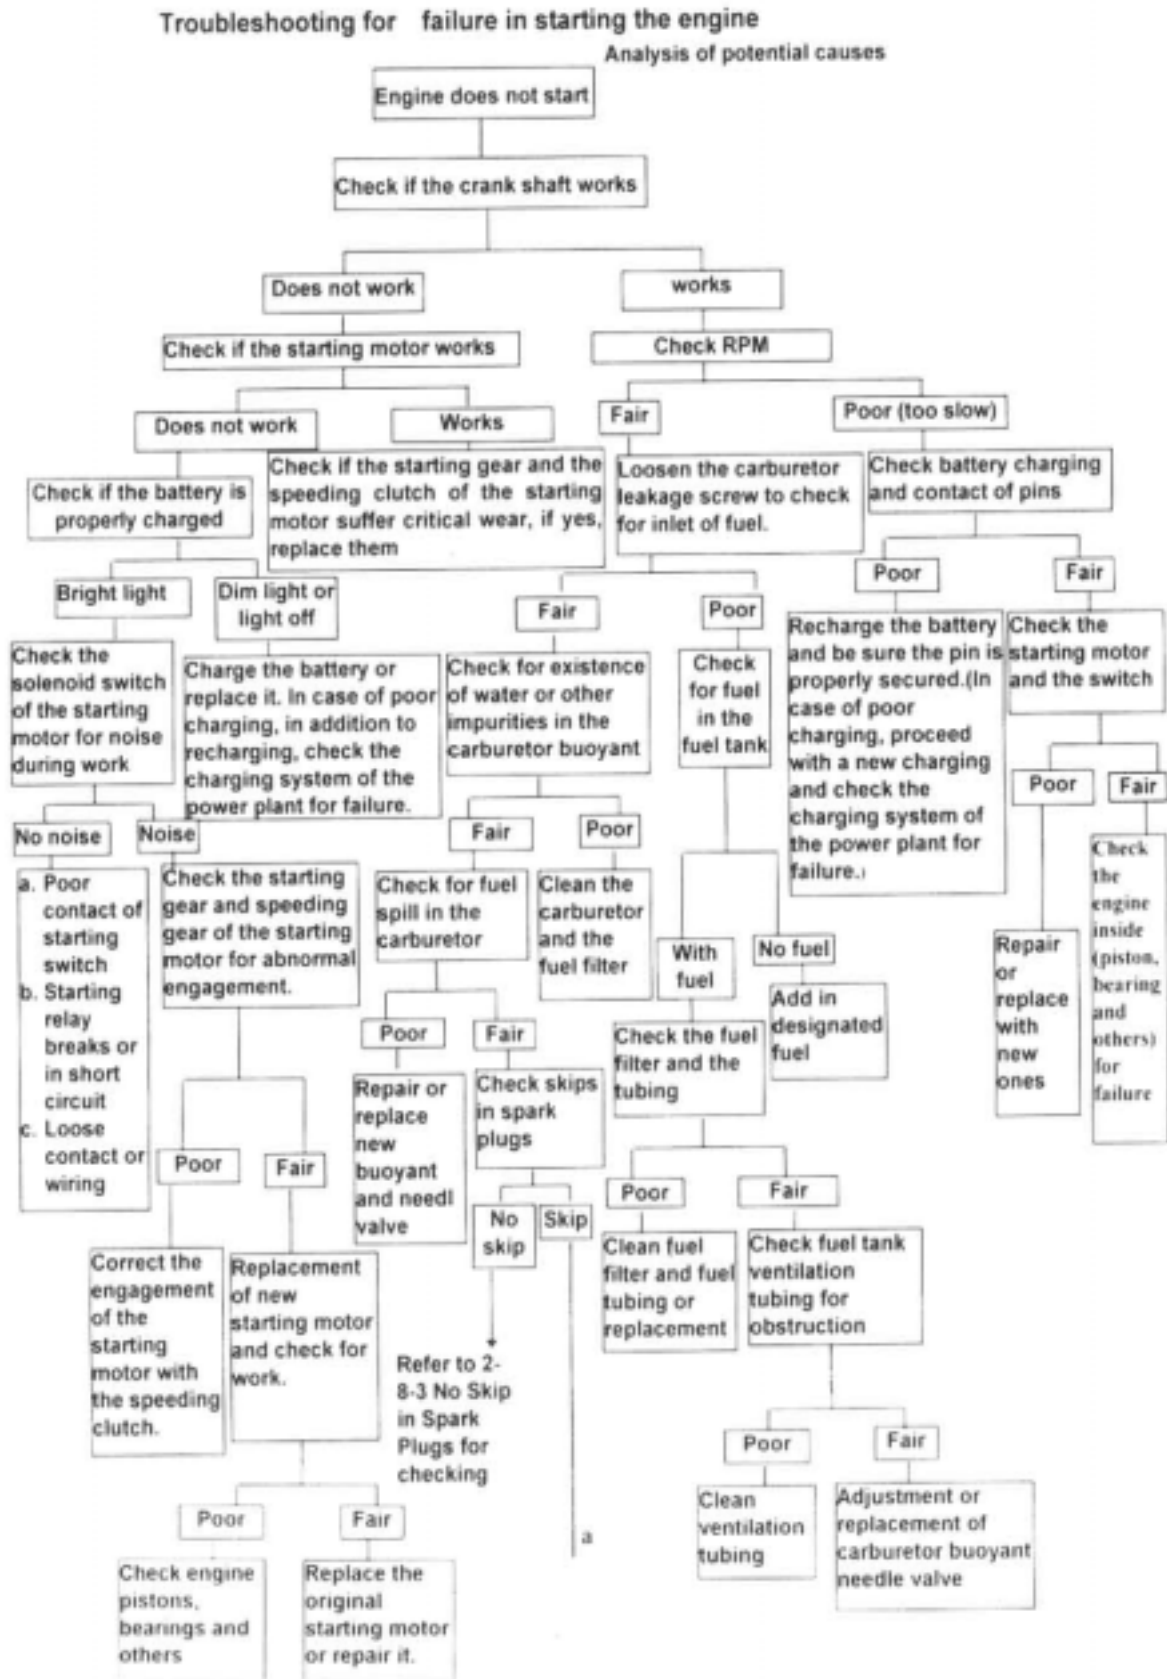 Troubleshooting for failure in starting the engine
Analysis of potential causes
Engine does not start
Check if the crank shaft works
Does not work
works
Check if the starting motor works
Check RPM
Does not work
Works
Fair
Poor (too slow)
Check if the battery is
properly charged
Check if the starting gear and the
speeding clutch of the starting
motor suffer critical wear, if yes,
replace them
Loosen the carburetor
leakage screw to check
for inlet of fuel.
Check battery charging
and contact of pins
Bright light
Dim light or
light off
Fair
Poor
Poor
Fair
Check the
solenoid switch
of the starting
motor for noise
during work
Charge the battery or
replace it. In case of poor
charging, in addition to
recharging, check the
charging system of the
power plant for failure.
Check for existence
of water or other
impurities in the
carburetor buoyant
Check
for fuel
in the
fuel tank
Recharge the battery
and be sure the pin is
properly secured.(In
case of poor
charging, proceed
with a new charging
and check the
charging system of
the power plant for
failure.)
Check the
starting motor
and the switch
No noise
Noise
Fair
Poor
Poor
Fair
a. Poor
contact of
starting
switch
b. Starting
relay
breaks or
in short
circuit
c. Loose
contact or
wiring
Check the starting
gear and speeding
gear of the starting
motor for abnormal
engagement.
Check for fuel
spill in the
carburetor
Clean the
carburetor
and the
fuel filter
With
fuel
No fuel
Repair
or
replace
with
new
ones
Check
the
engine
inside
(piston,
bearing
and
others)
for
failure
Poor
Fair
Check the fuel
filter and the
tubing
Add in
designated
fuel
Repair or
replace
new
buoyant
and needl
valve
Check skips
in spark
plugs
Poor
Fair
No
skip
Skip
Poor
Fair
Correct the
engagement
of the
starting
motor with
the speeding
clutch.
Replacement
of new
starting motor
and check for
work.
Clean fuel
filter and fuel
tubing or
replacement
Check fuel tank
ventilation
tubing for
obstruction
Refer to 2-
8-3 No Skip
in Spark
Plugs for
checking
a
Poor
Fair
Poor
Fair
Clean
ventilation
tubing
Adjustment or
replacement of
carburetor buoyant
needle valve
Check engine
pistons,
bearings and
others
Replace the
original
starting motor
or repair it.